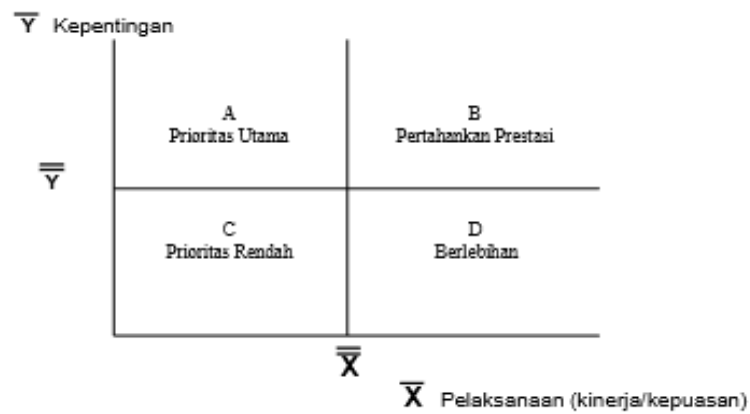 Y̅ Kepentingan
A
Prioritas Utama
B
Pertahankan Prestasi
Y̿
C
Prioritas Rendah
D
Berlebihan
X̿
X̅ Pelaksanaan (kinerja/kepuasan)